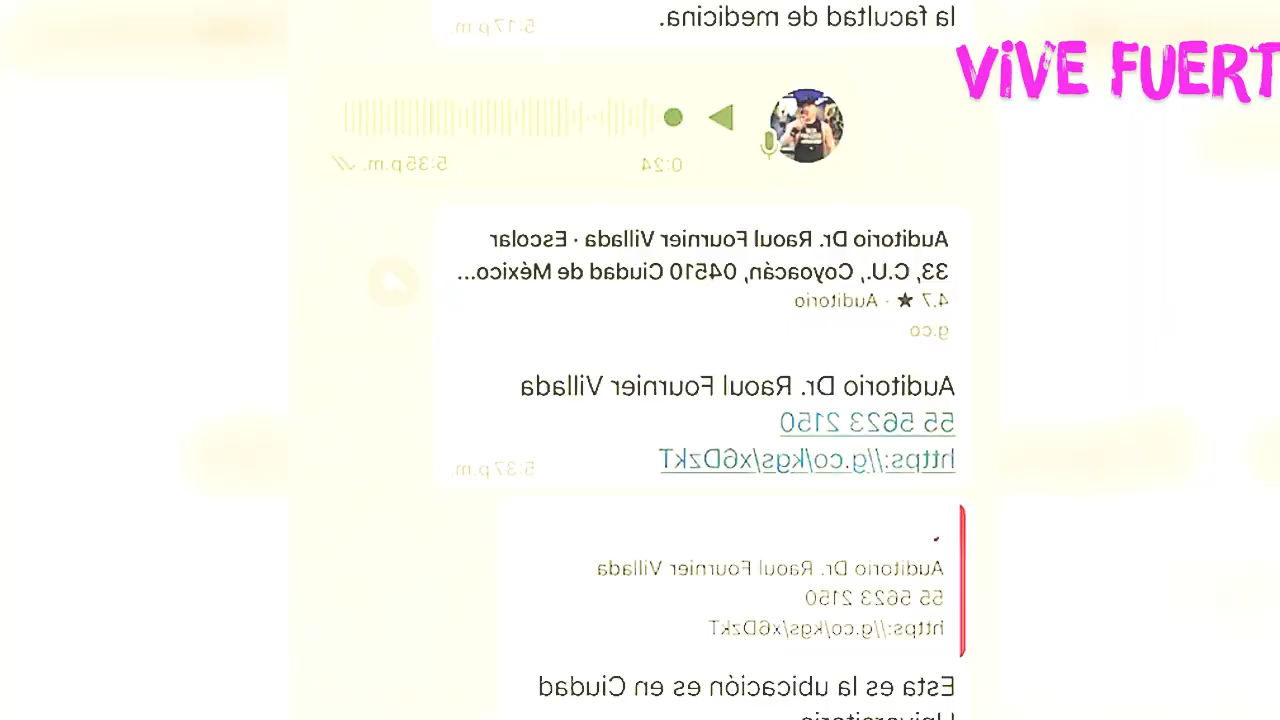 la facultad de medicina.
5:17 p.m.
VIVE FUERT
0:24
5:35 p.m.
Auditorio Dr. Raoul Fournier Villada · Escolar
33, C.U., Coyoacán, 04510 Ciudad de México...
4.7 ★ · Auditorio
g.co
Auditorio Dr. Raoul Fournier Villada
55 5623 2150
https://g.co/kgs/x6DzkT
5:37 p.m.
Auditorio Dr. Raoul Fournier Villada
55 5623 2150
https://g.co/kgs/x6DzkT
Esta es la ubicación es en Ciudad